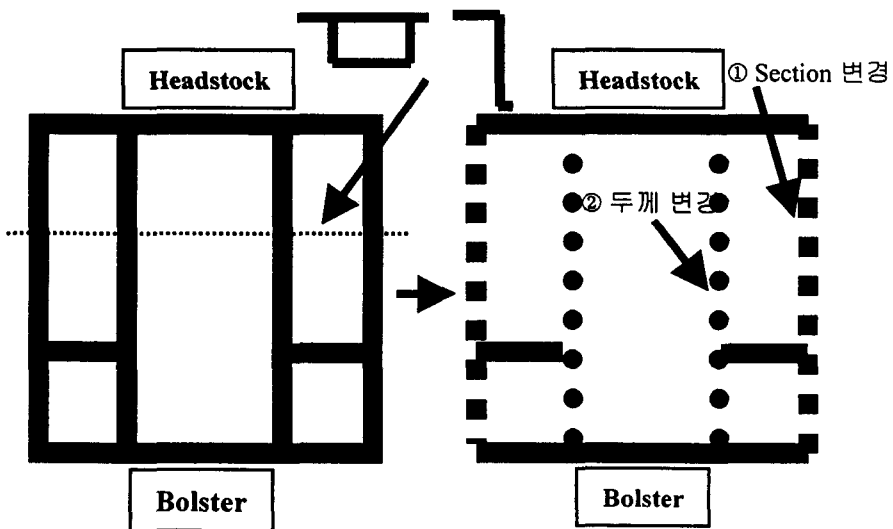 Headstock
Headstock
① Section 변경
② 두께 변경
Bolster
Bolster